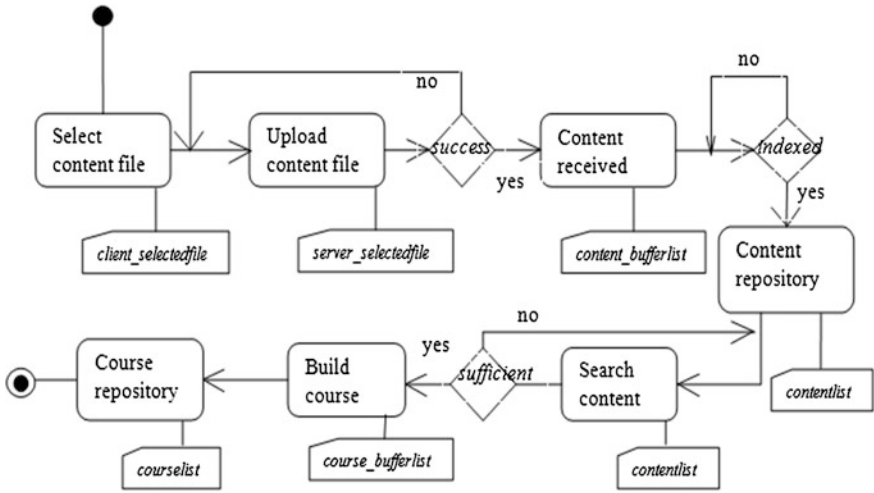 no
no
Select
content file
Upload
content file
success
yes
Content
received
indexed
yes
client_selectedfile
server_selectedfile
content_bufferlist
Content
repository
no
Course
repository
Build
course
yes
sufficient
Search
content
contentlist
courselist
course_bufferlist
contentlist